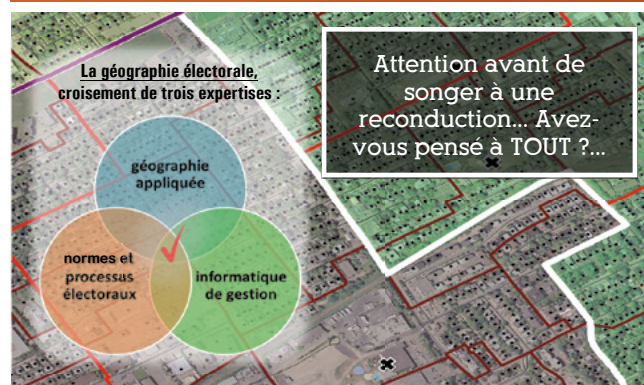 La géographie électorale,
croisement de trois expertises :
géographie
appliquée
normes et
processus
électoraux
informatique
de gestion
Attention avant de
songer à une
reconduction... Avez-
vous pensé à TOUT ?...